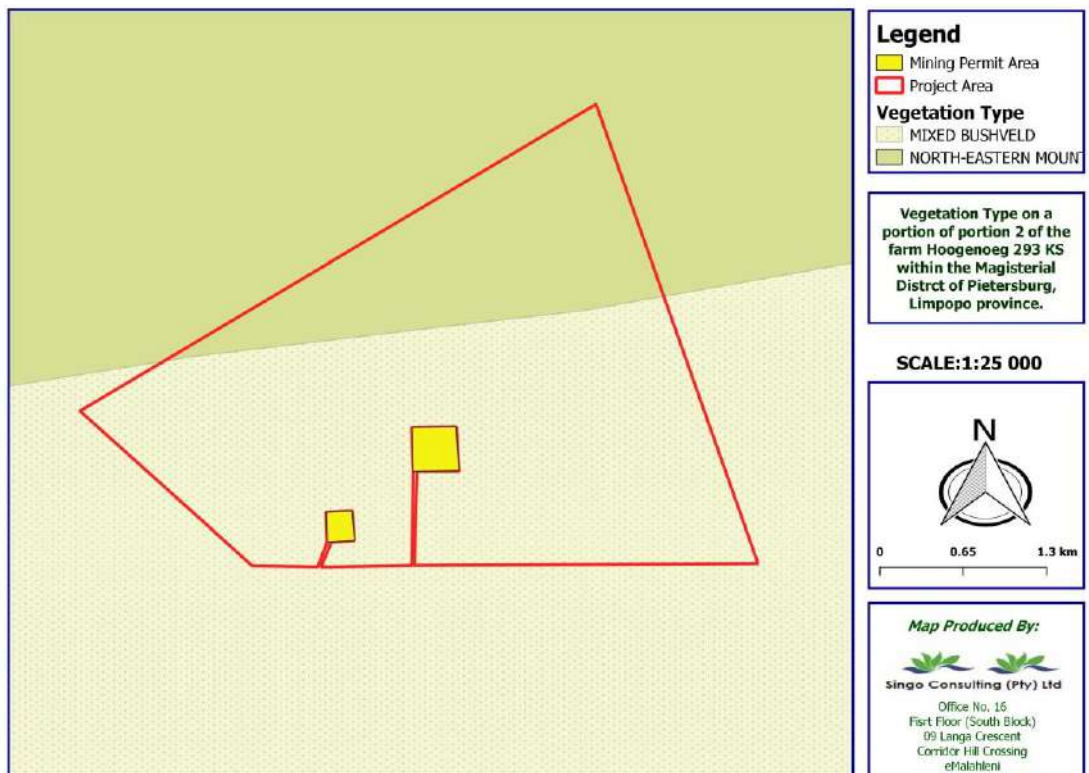 Legend
Mining Permit Area
Project Area
Vegetation Type
MIXED BUSHVELD
NORTH-EASTERN MOUNT
Vegetation Type on a
portion of portion 2 of the
farm Hoogenoeg 293 KS
within the Magisterial
Distrct of Pietersburg,
Limpopo province.
SCALE:1:25 000
N
0 0.65 1.3 km
Map Produced By:
Singo Consulting (Pty) Ltd
Office No. 16
Fisrt Floor (South Block)
09 Langa Crescent
Corridor Hill Crossing
eMalahleni